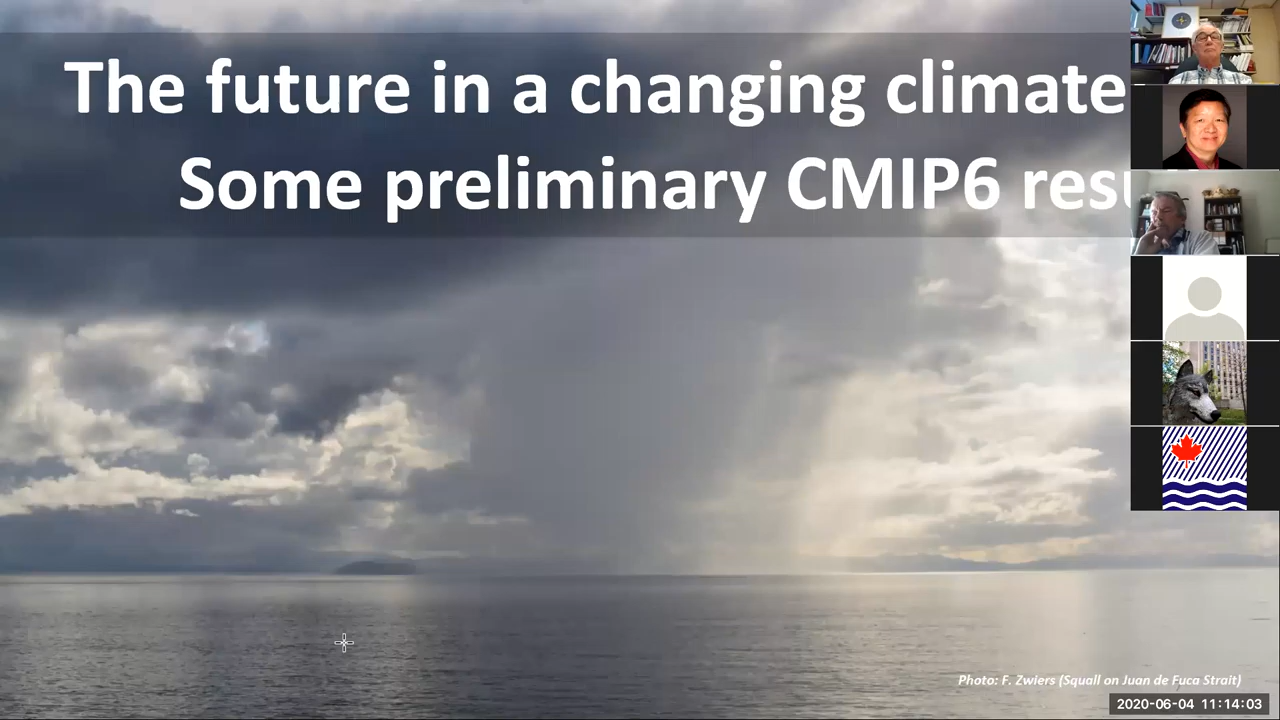 The future in a changing climate
Some preliminary CMIP6 resu
Photo: F. Zwiers (Squall on Juan de Fuca Strait)
2020-06-04 11:14:03